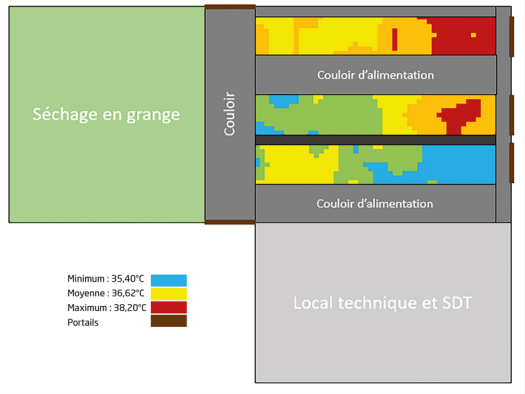 Séchage en grange
Couloir
Couloir d'alimentation
Couloir d'alimentation
Local technique et SDT
Minimum : 35,40°C
Moyenne : 36,62°C
Maximum : 38,20°C
Portails